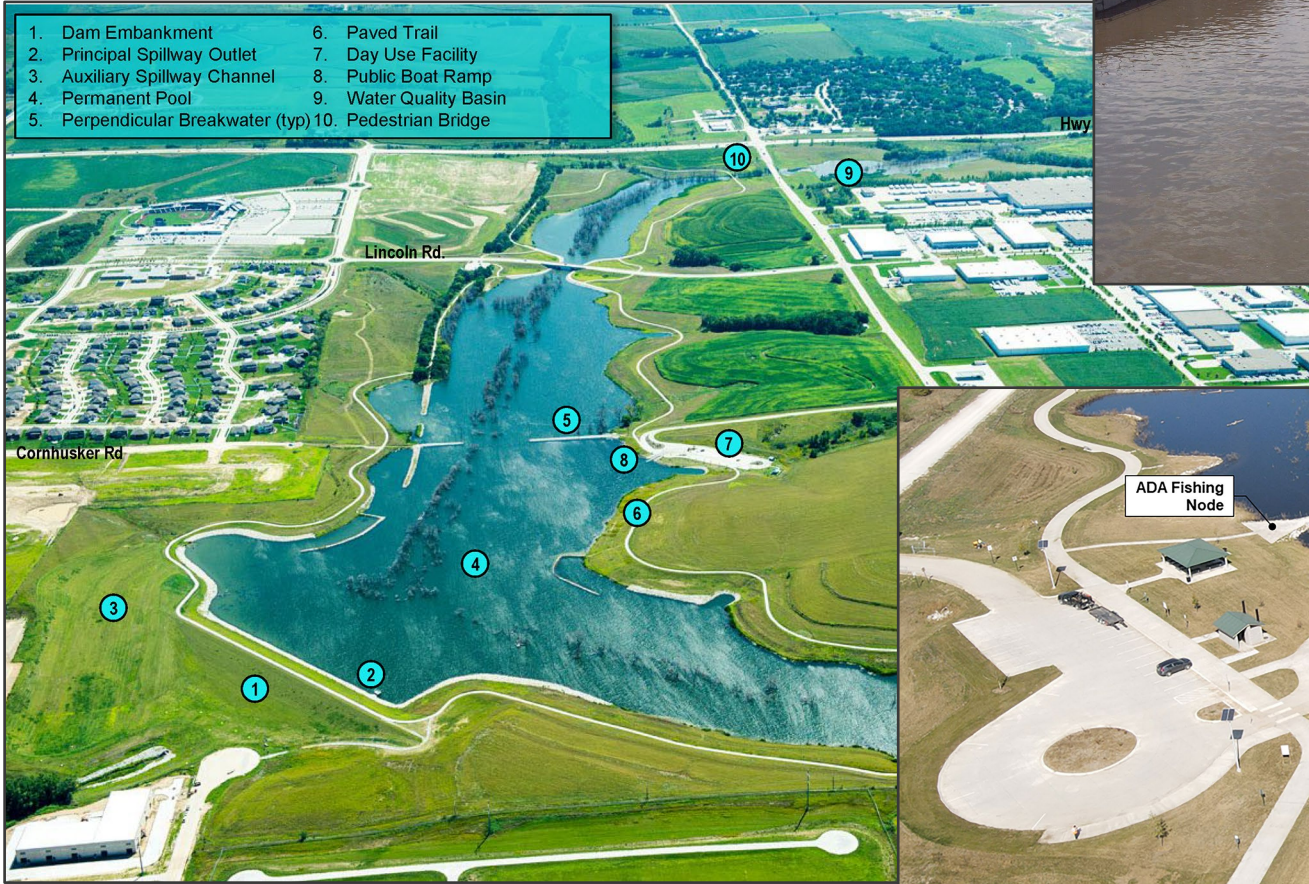 1. Dam Embankment
2. Principal Spillway Outlet
3. Auxiliary Spillway Channel
4. Permanent Pool
5. Perpendicular Breakwater (typ)
6. Paved Trail
7. Day Use Facility
8. Public Boat Ramp
9. Water Quality Basin
10. Pedestrian Bridge
Hwy
10
9
Lincoln Rd.
5
7
Cornhusker Rd
8
6
4
3
2
1
ADA Fishing
Node